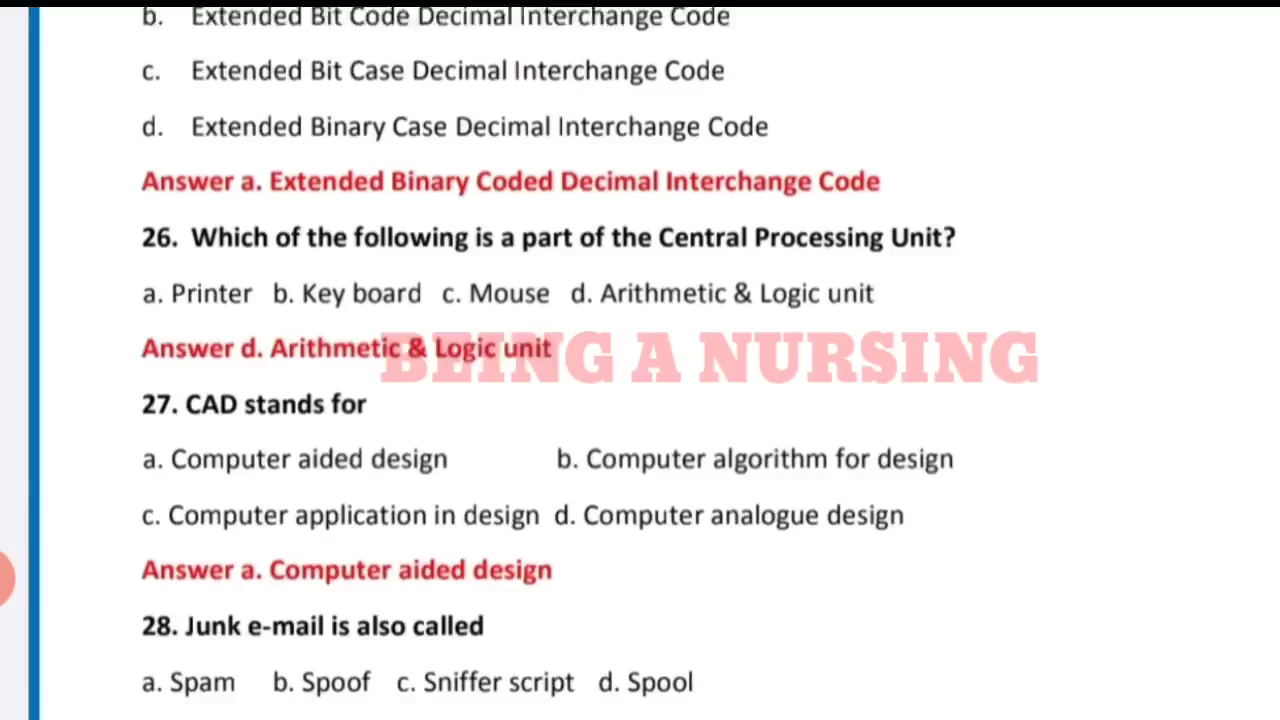 b. Extended Bit Code Decimal Interchange Code
c. Extended Bit Case Decimal Interchange Code
d. Extended Binary Case Decimal Interchange Code
Answer a. Extended Binary Coded Decimal Interchange Code
26. Which of the following is a part of the Central Processing Unit?
a. Printer b. Key board c. Mouse d. Arithmetic & Logic unit
Answer d. Arithmetic & Logic unit
BEING A NURSING
27. CAD stands for
a. Computer aided design b. Computer algorithm for design
c. Computer application in design d. Computer analogue design
Answer a. Computer aided design
28. Junk e-mail is also called
a. Spam b. Spoof c. Sniffer script d. Spool